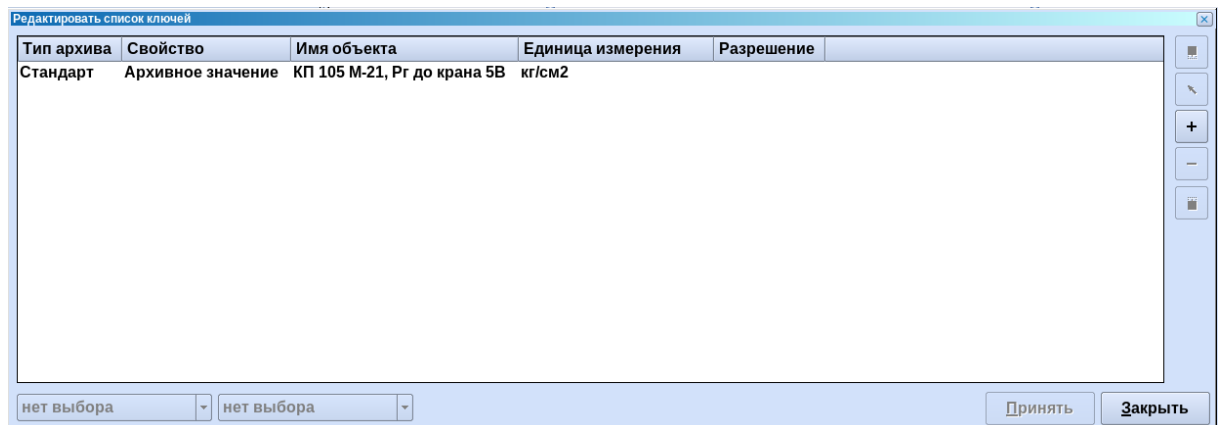 Редактировать список ключей
Тип архива Свойство Имя объекта Единица измерения Разрешение
Стандарт Архивное значение КП 105 М-21, Рг до крана 5В кг/см2
нет выбора нет выбора Принять Закрыть